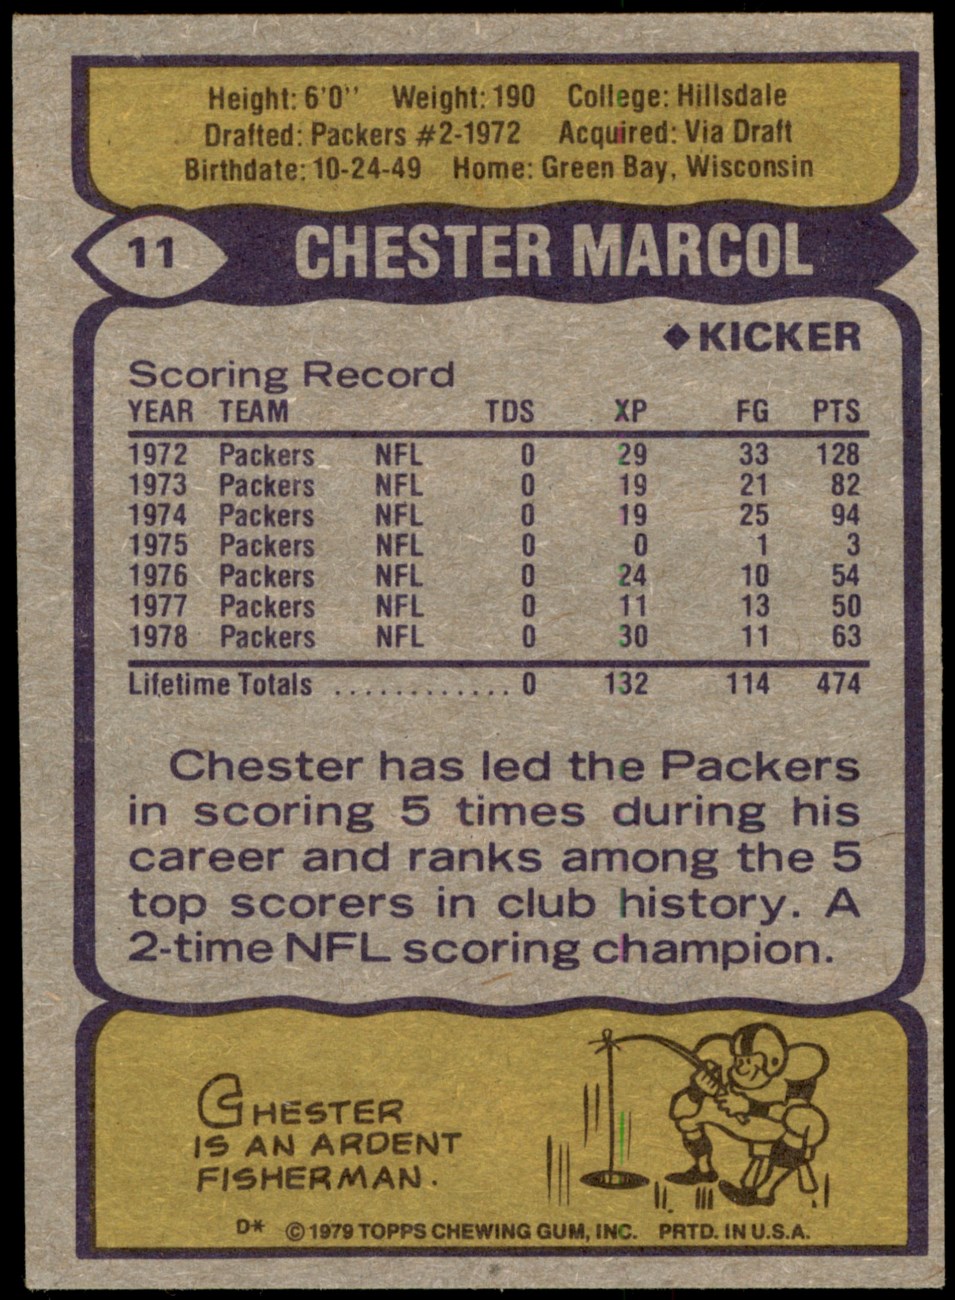 Height: 6'0" Weight: 190 College: Hillsdale
Drafted: Packers #2-1972 Acquired: Via Draft
Birthdate: 10-24-49 Home: Green Bay, Wisconsin
11 CHESTER MARCOL
◆KICKER
Scoring Record
YEAR TEAM TDS XP FG PTS
1972 Packers NFL 0 29 33 128
1973 Packers NFL 0 19 21 82
1974 Packers NFL 0 19 25 94
1975 Packers NFL 0 0 1 3
1976 Packers NFL 0 24 10 54
1977 Packers NFL 0 11 13 50
1978 Packers NFL 0 30 11 63
Lifetime Totals ............ 0 132 114 474
Chester has led the Packers
in scoring 5 times during his
career and ranks among the 5
top scorers in club history. A
2-time NFL scoring champion.
CHESTER
IS AN ARDENT
FISHERMAN.
D* ©1979 TOPPS CHEWING GUM, INC. PRTD. IN U.S.A.